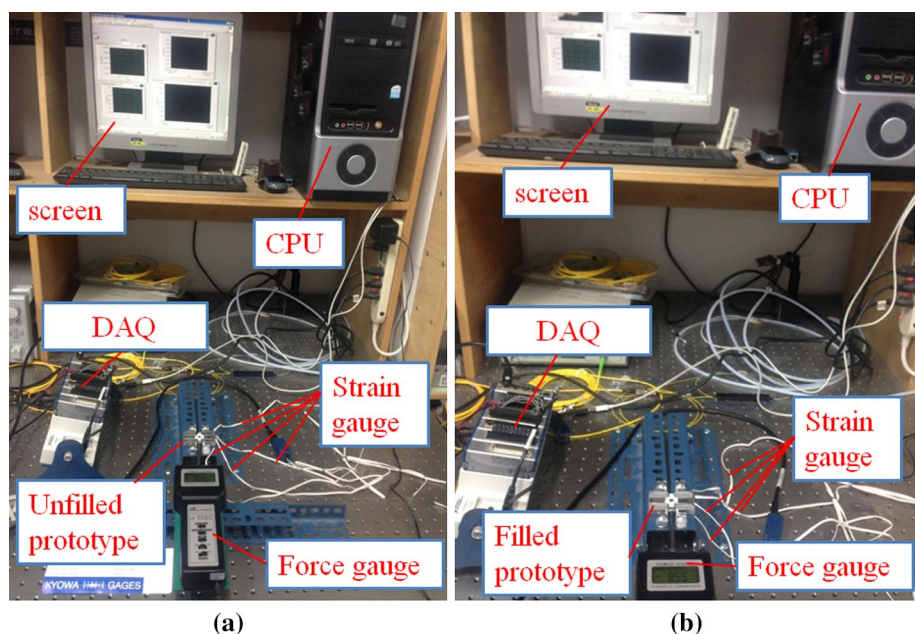 screen
CPU
DAQ
Strain
gauge
Unfilled
prototype
Force gauge
KYOWA GAGES
(a)
screen
CPU
DAQ
Strain
gauge
Filled
prototype
Force gauge
(b)